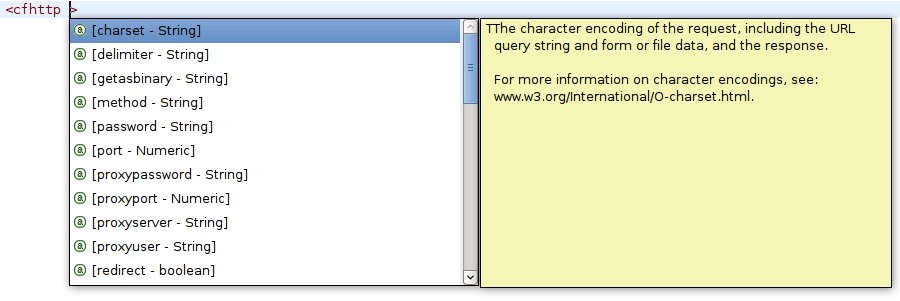 <cfhttp >
[charset - String]
[delimiter - String]
[getasbinary - String]
[method - String]
[password - String]
[port - Numeric]
[proxypassword - String]
[proxyport - Numeric]
[proxyserver - String]
[proxyuser - String]
[redirect - boolean]
TThe character encoding of the request, including the URL
query string and form or file data, and the response.
For more information on character encodings, see:
www.w3.org/International/O-charset.html.